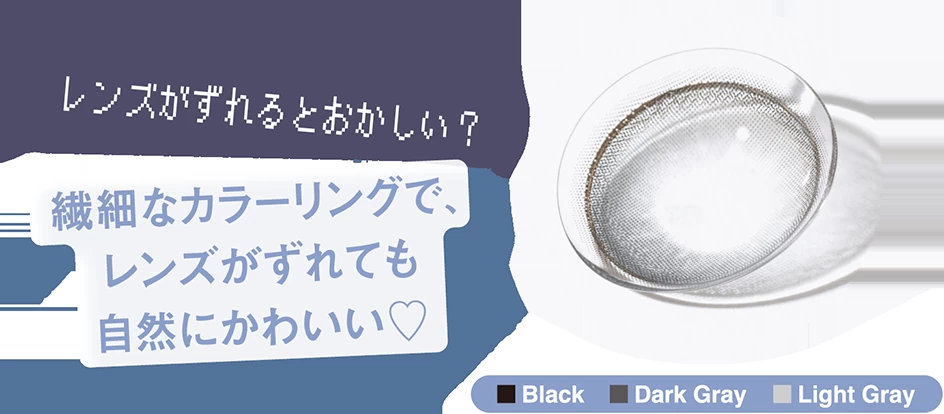 レンズがずれるとおかしい？
繊細なカラーリングで、
レンズがずれても
自然にかわいい♡
Black Dark Gray Light Gray